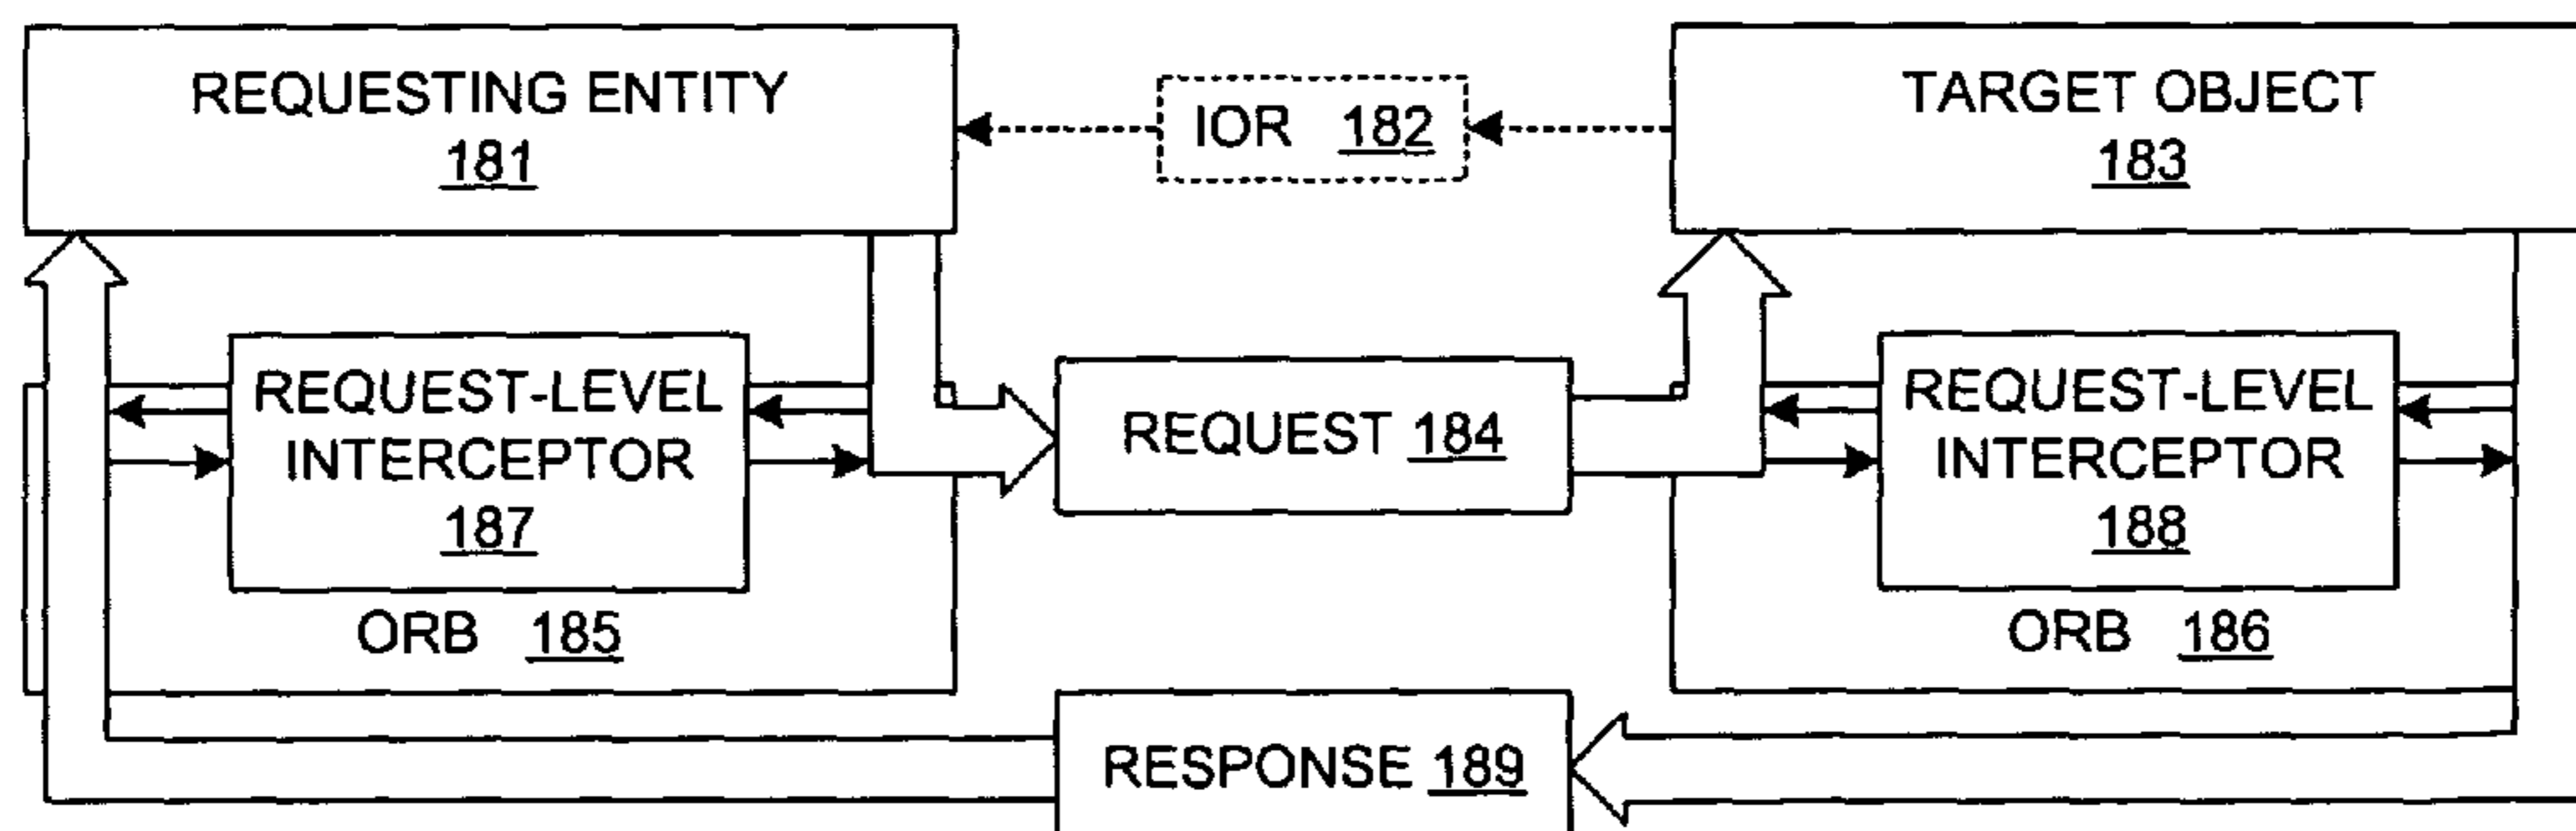 REQUESTING ENTITY
181
IOR 182
TARGET OBJECT
183
REQUEST-LEVEL
INTERCEPTOR
187
ORB 185
REQUEST 184
REQUEST-LEVEL
INTERCEPTOR
188
ORB 186
RESPONSE 189